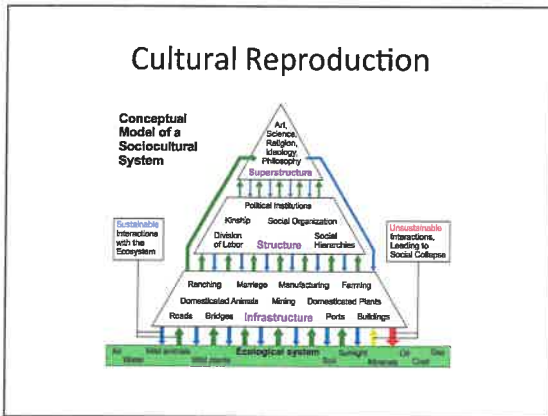 Cultural Reproduction
Conceptual
Model of a
Sociocultural
System
Art,
Science,
Religion,
Ideology,
Philosophy
Superstructure
Political Institutions
Kinship Social Organization
Division
of Labor
Structure
Social
Hierarchies
Sustainable
Interactions
with the
Ecosystem
Unsustainable
Interactions,
Leading to
Social Collapse
Ranching Marriage Manufacturing Farming
Domesticated Animals Mining Domesticated Plants
Roads Bridges Infrastructure Ports Buildings
Ecological system
Air Wild animals Sunlight Oil Gas
Water Wild plants Soil Minerals Coal